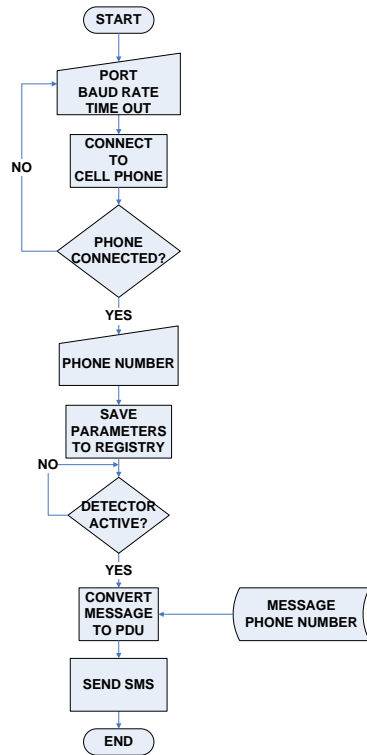 START
PORT
BAUD RATE
TIME OUT
CONNECT
TO
CELL PHONE
NO
PHONE
CONNECTED?
YES
PHONE NUMBER
SAVE
PARAMETERS
TO REGISTRY
NO
DETECTOR
ACTIVE?
YES
CONVERT
MESSAGE
TO PDU
MESSAGE
PHONE NUMBER
SEND SMS
END